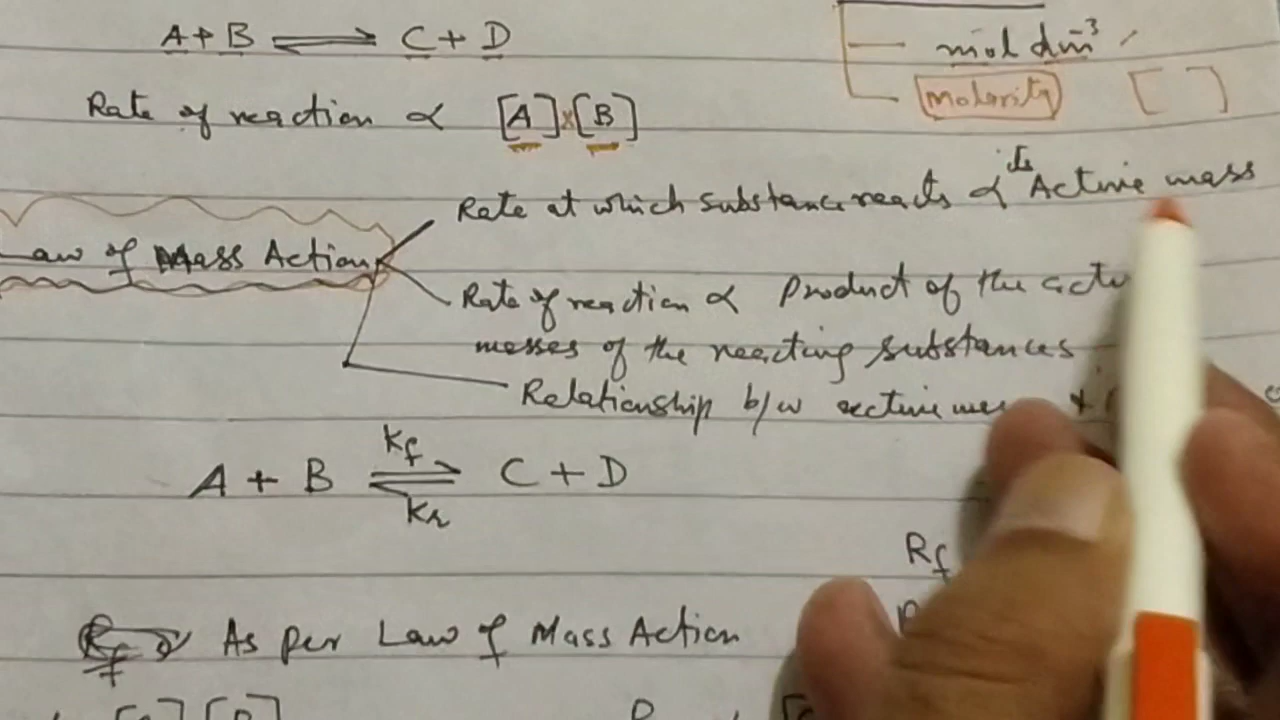 A + B ⇌ C + D
mol dm⁻³
Molarity [ ]
Rate of reaction ∝ [A]×[B]
Rate at which substance reacts ∝ its Active mass
Law of Mass Action
Rate of reaction ∝ Product of the
masses of the reacting substances
Relationship b/w active
Kf
A + B ⇌ C + D
Kr
Rf
As per Law of Mass Action